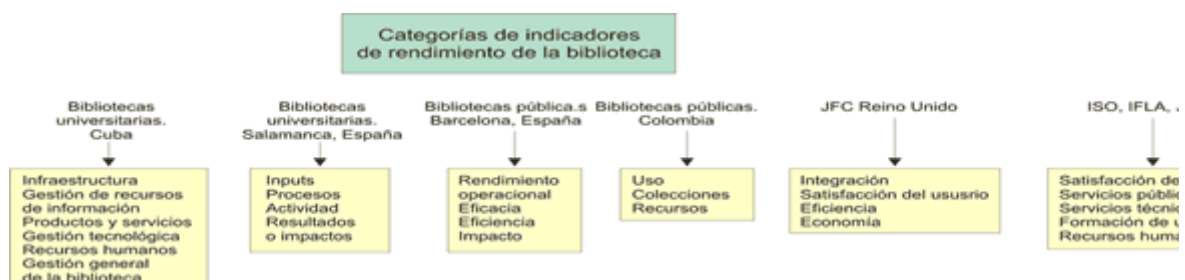 Categorías de indicadores
de rendimiento de la biblioteca
Bibliotecas
universitarias.
Cuba
Infraestructura
Gestión de recursos
de información
Productos y servicios
Gestión tecnológica
Recursos humanos
Gestión general
de la biblioteca
Bibliotecas
universitarias.
Salamanca, España
Inputs
Procesos
Actividad
Resultados
o impactos
Bibliotecas pública.s
Barcelona, España
Rendimiento
operacional
Eficacia
Eficiencia
Impacto
Bibliotecas públicas.
Colombia
Uso
Colecciones
Recursos
JFC Reino Unido
Integración
Satisfacción del ususrio
Eficiencia
Economía
ISO, IFLA,
Satisfacción de
Servicios
Servicios
Formación de
Recursos